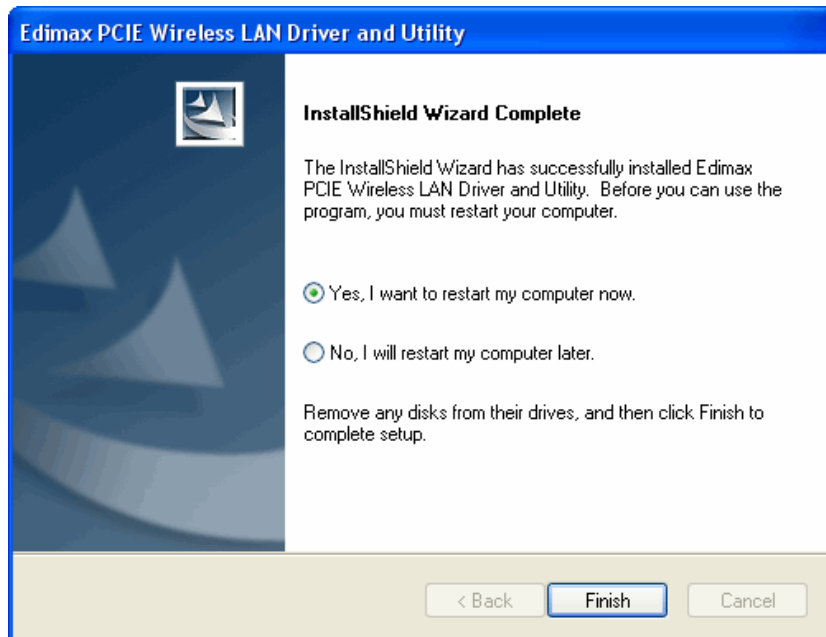 Edimax PCIE Wireless LAN Driver and Utility
InstallShield Wizard Complete
The InstallShield Wizard has successfully installed Edimax
PCIE Wireless LAN Driver and Utility. Before you can use the
program, you must restart your computer.
Yes, I want to restart my computer now.
No, I will restart my computer later.
Remove any disks from their drives, and then click Finish to
complete setup.
< Back Finish Cancel